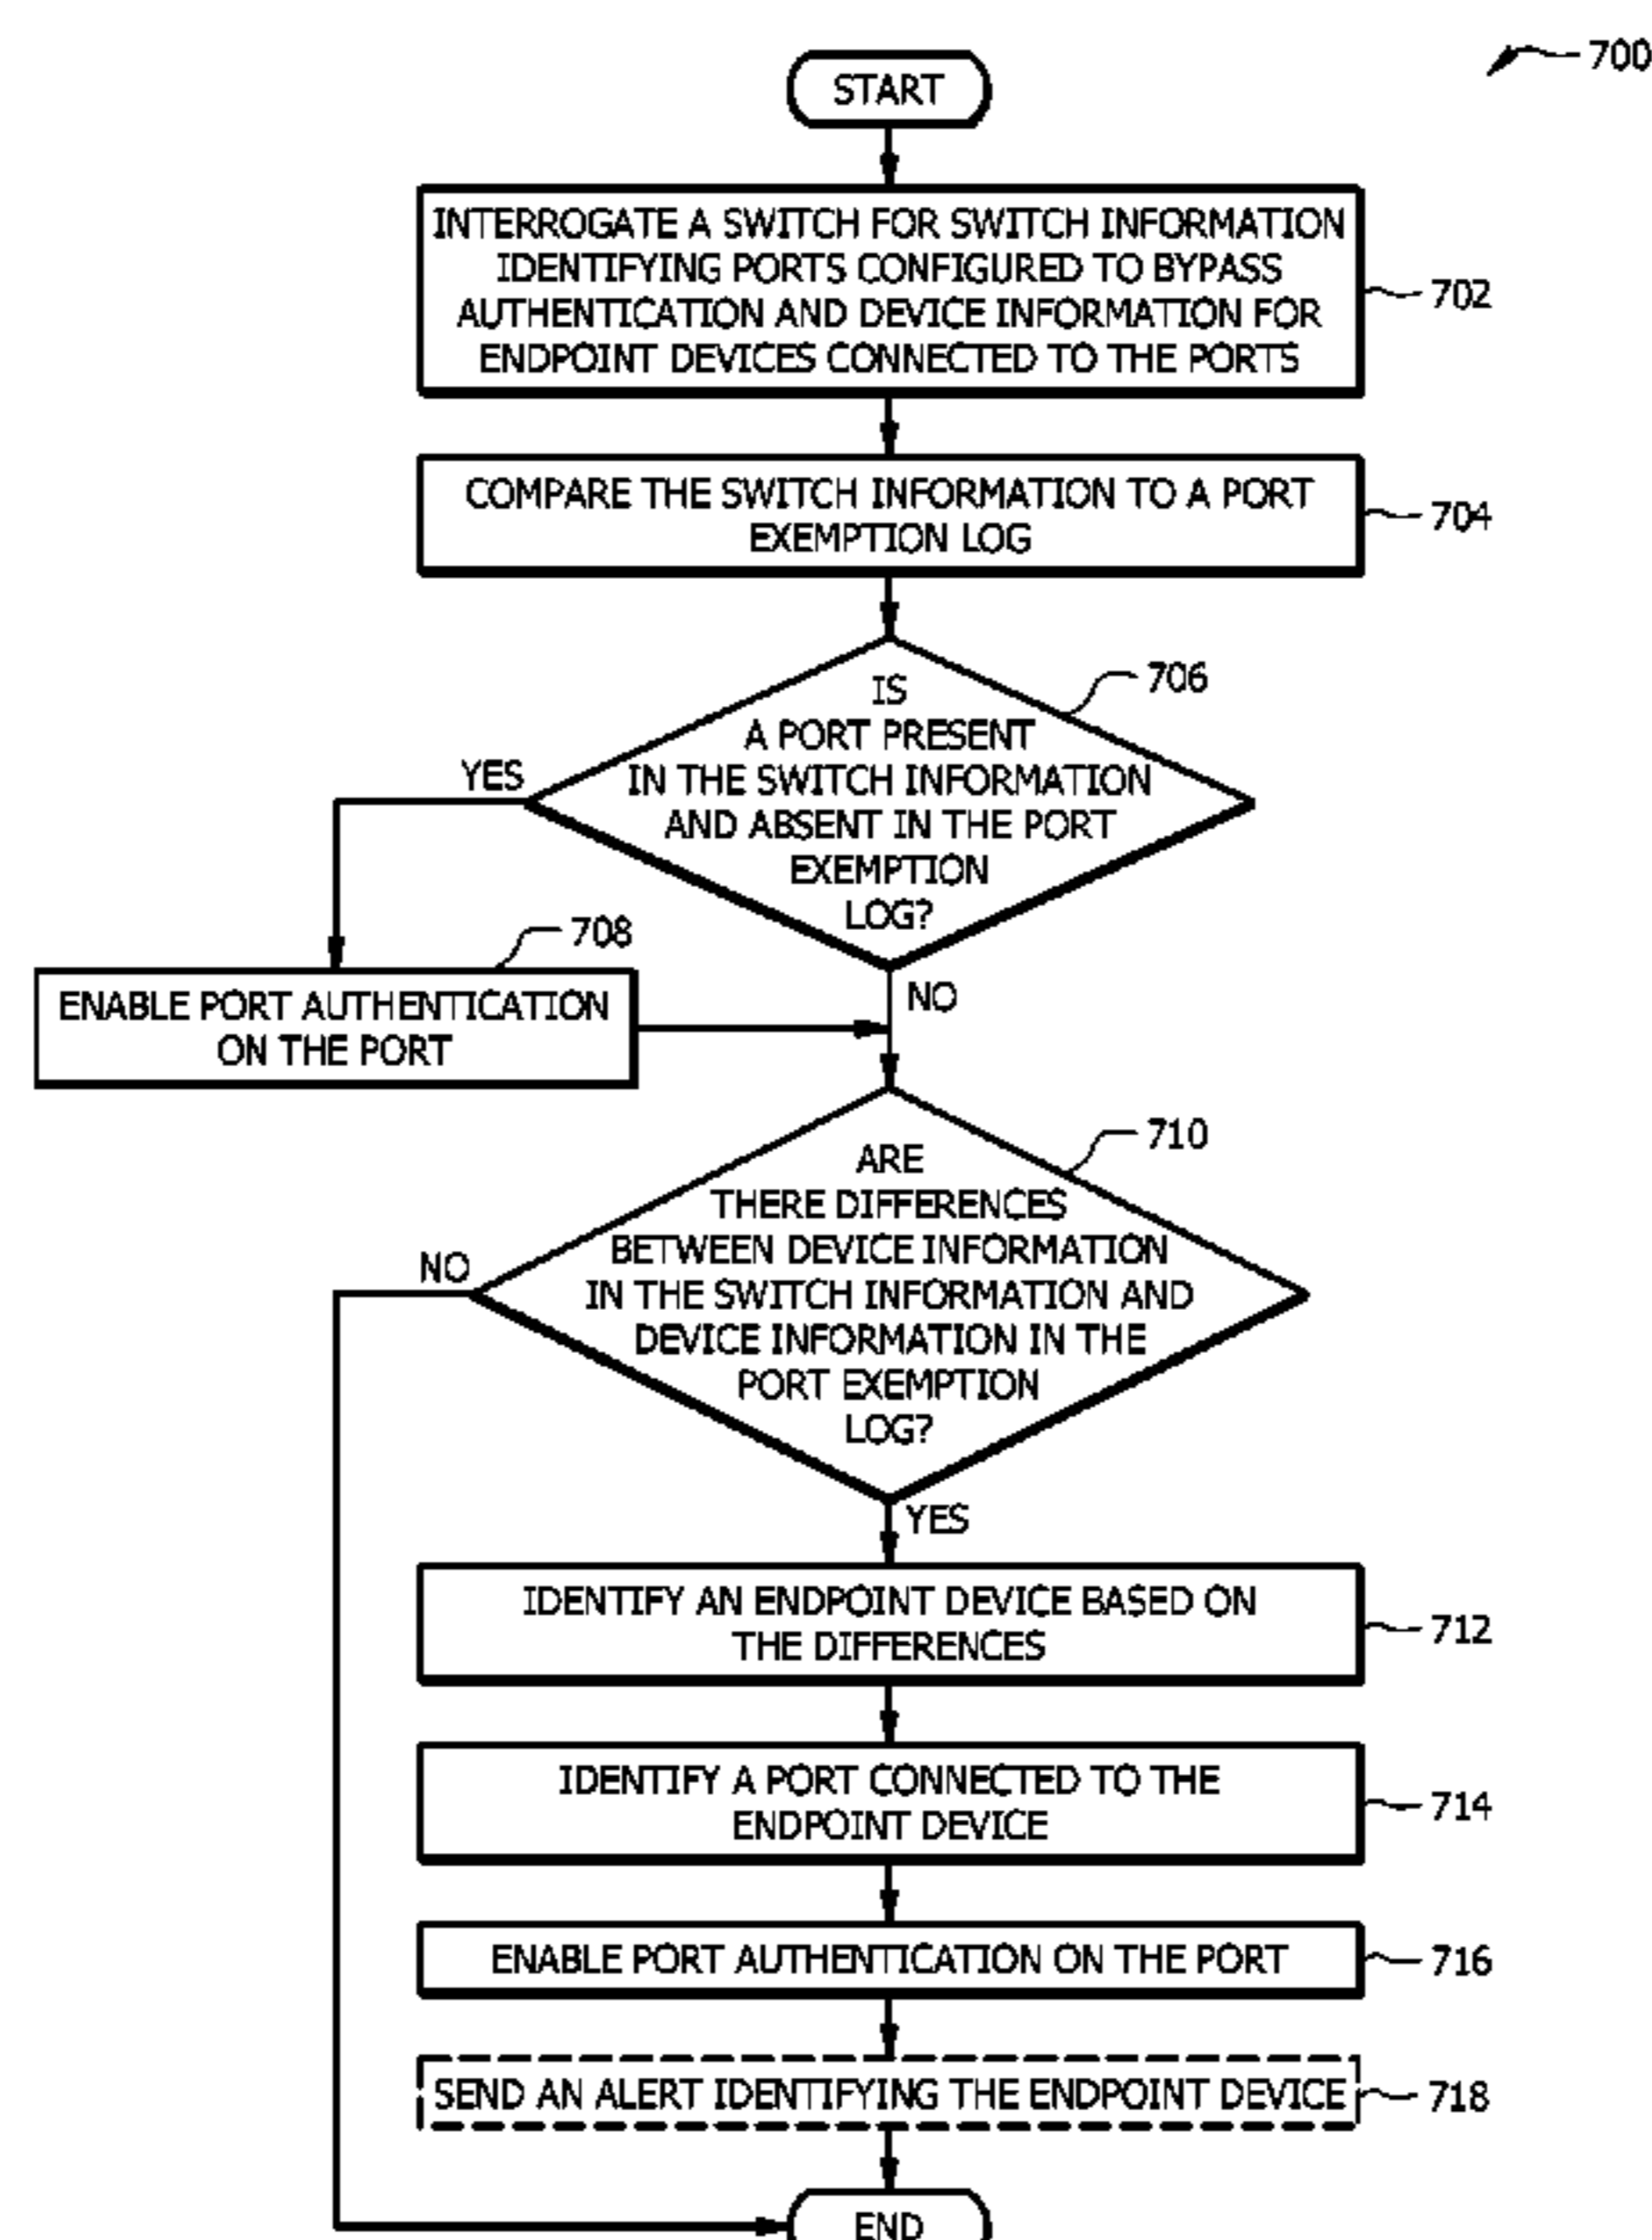 700
START
INTERROGATE A SWITCH FOR SWITCH INFORMATION
IDENTIFYING PORTS CONFIGURED TO BYPASS
AUTHENTICATION AND DEVICE INFORMATION FOR
ENDPOINT DEVICES CONNECTED TO THE PORTS
702
COMPARE THE SWITCH INFORMATION TO A PORT
EXEMPTION LOG
704
IS
A PORT PRESENT
IN THE SWITCH INFORMATION
AND ABSENT IN THE PORT
EXEMPTION
LOG?
706
YES
NO
708
ENABLE PORT AUTHENTICATION
ON THE PORT
ARE
THERE DIFFERENCES
BETWEEN DEVICE INFORMATION
IN THE SWITCH INFORMATION AND
DEVICE INFORMATION IN THE
PORT EXEMPTION
LOG?
710
NO
YES
IDENTIFY AN ENDPOINT DEVICE BASED ON
THE DIFFERENCES
712
IDENTIFY A PORT CONNECTED TO THE
ENDPOINT DEVICE
714
ENABLE PORT AUTHENTICATION ON THE PORT
716
SEND AN ALERT IDENTIFYING THE ENDPOINT DEVICE
718
END